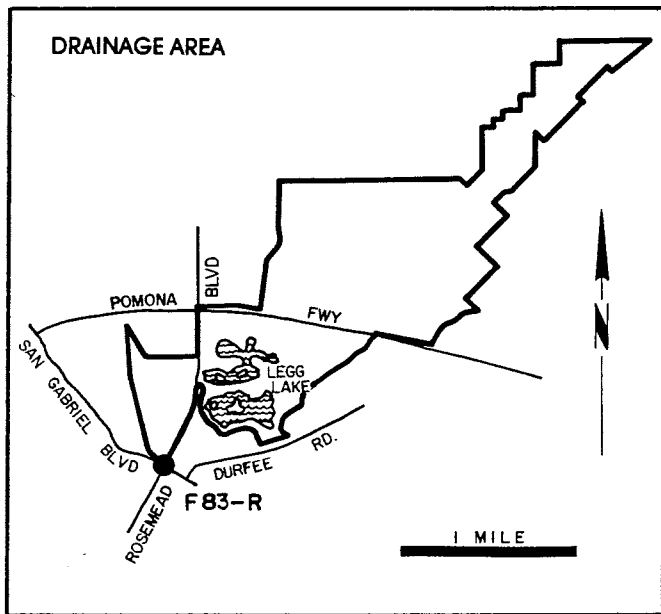 DRAINAGE AREA
BLVD
POMONA FWY
SAN GABRIEL BLVD
LEGG
LAKE
N
DURFEE RD.
F83-R
ROSEMEAD
1 MILE